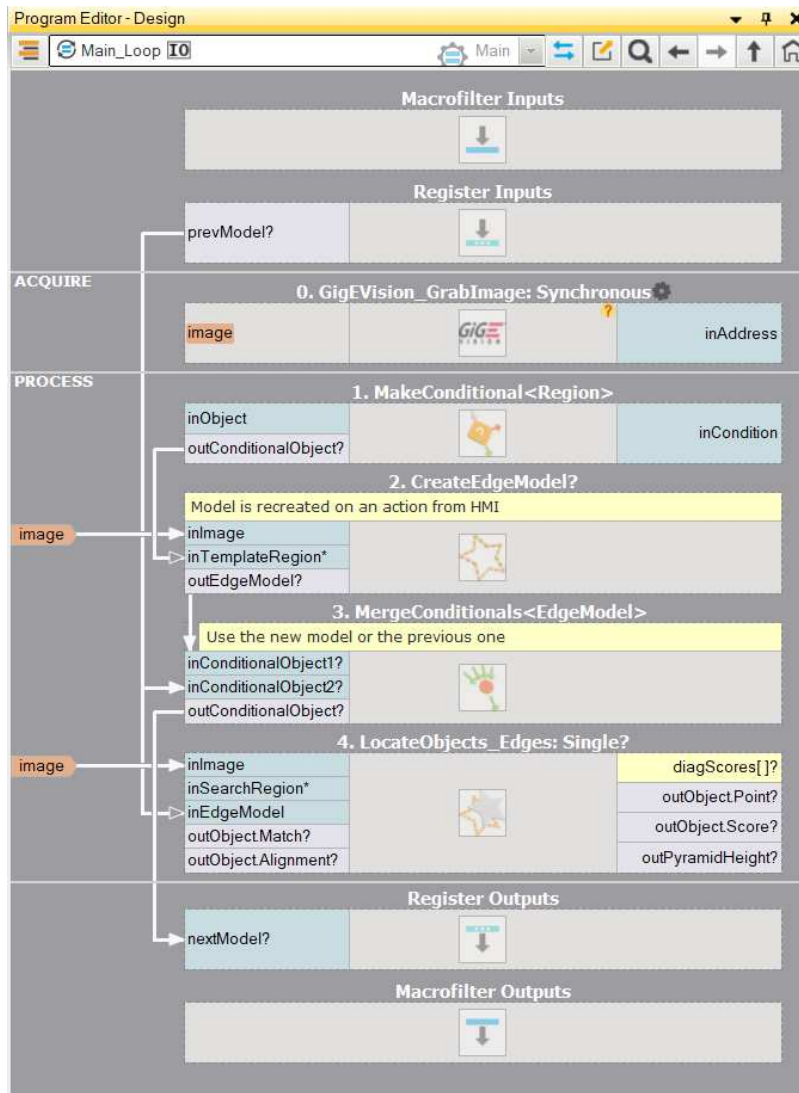 Program Editor - Design
Main_Loop IO
Main
Macrofilter Inputs
Register Inputs
prevModel?
ACQUIRE
0. GigEVision_GrabImage: Synchronous
image
?
GIGE
VISION
inAddress
PROCESS
1. MakeConditional<Region>
inObject
outConditionalObject?
inCondition
2. CreateEdgeModel?
Model is recreated on an action from HMI
image
inImage
inTemplateRegion*
outEdgeModel?
3. MergeConditionals<EdgeModel>
Use the new model or the previous one
inConditionalObject1?
inConditionalObject2?
outConditionalObject?
4. LocateObjects_Edges: Single?
image
inImage
inSearchRegion*
inEdgeModel
outObject.Match?
outObject.Alignment?
diagScores[ ]?
outObject.Point?
outObject.Score?
outPyramidHeight?
Register Outputs
nextModel?
Macrofilter Outputs